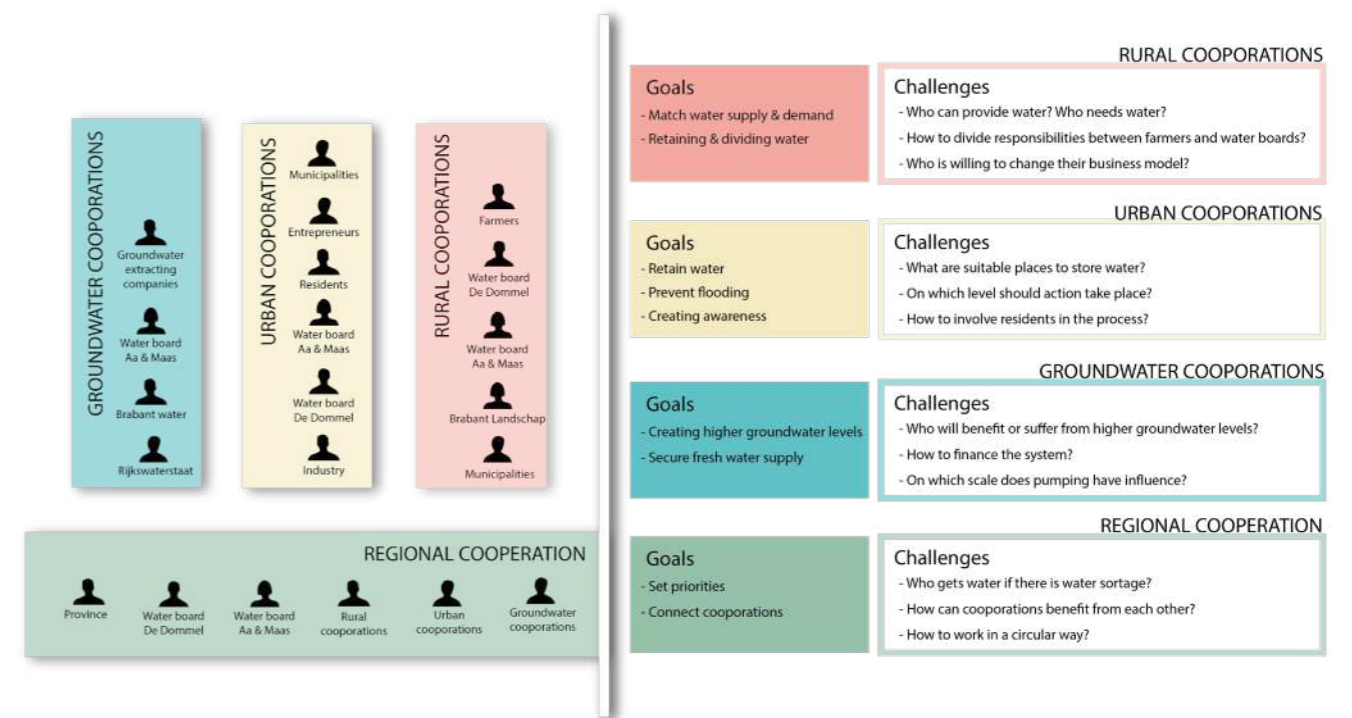 GROUNDWATER COOPORATIONS
Groundwater
extracting
companies
Water board
Aa & Maas
Brabant water
Rijkswaterstaat
URBAN COOPORATIONS
Municipalities
Entrepreneurs
Residents
Water board
Aa & Maas
Water board
De Dommel
Industry
RURAL COOPORATIONS
Farmers
Water board
De Dommel
Water board
Aa & Maas
Brabant Landschap
Municipalities
REGIONAL COOPERATION
Province
Water board
De Dommel
Water board
Aa & Maas
Rural
cooporations
Urban
cooporations
Groundwater
cooporations
RURAL COOPORATIONS
Goals
- Match water supply & demand
- Retaining & dividing water
Challenges
- Who can provide water? Who needs water?
- How to divide responsibilities between farmers and water boards?
- Who is willing to change their business model?
URBAN COOPORATIONS
Goals
- Retain water
- Prevent flooding
- Creating awareness
Challenges
- What are suitable places to store water?
- On which level should action take place?
- How to involve residents in the process?
GROUNDWATER COOPORATIONS
Goals
- Creating higher groundwater levels
- Secure fresh water supply
Challenges
- Who will benefit or suffer from higher groundwater levels?
- How to finance the system?
- On which scale does pumping have influence?
REGIONAL COOPERATION
Goals
- Set priorities
- Connect cooporations
Challenges
- Who gets water if there is water sortage?
- How can cooporations benefit from each other?
- How to work in a circular way?